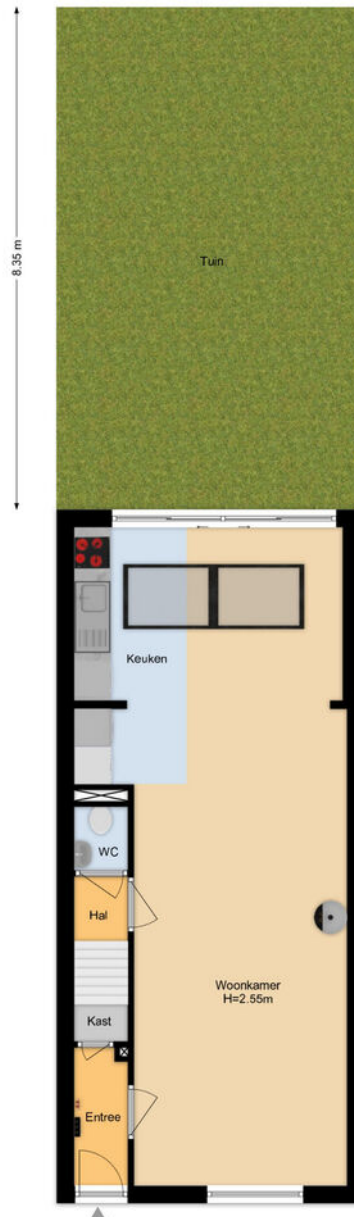 8.35 m
Tuin
Keuken
WC
Hal
Woonkamer
H=2.55m
Kast
Entree